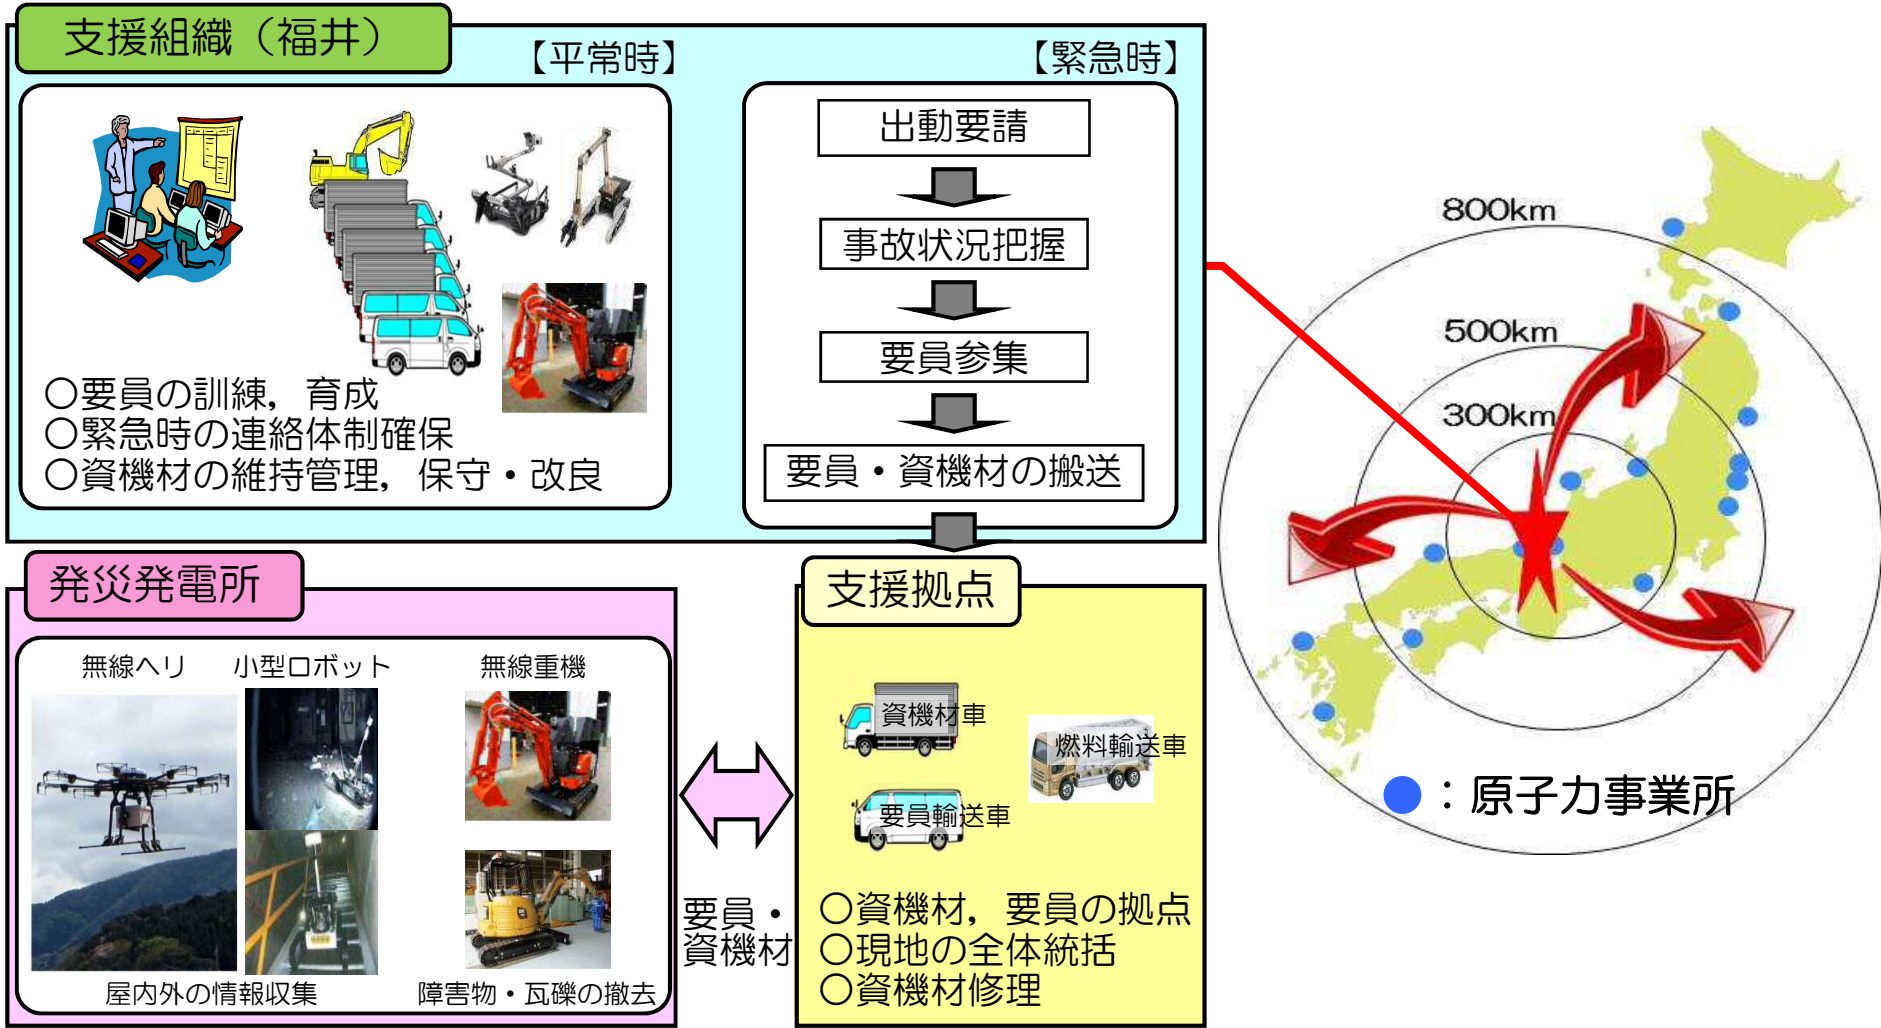 支援組織（福井）
【平常時】
【緊急時】
〇要員の訓練，育成
〇緊急時の連絡体制確保
〇資機材の維持管理，保守・改良
出動要請
事故状況把握
要員参集
要員・資機材の搬送
発災発電所
無線ヘリ
小型ロボット
無線重機
屋内外の情報収集
障害物・瓦礫の撤去
要員・
資機材
支援拠点
資機材車
燃料輸送車
要員輸送車
〇資機材，要員の拠点
〇現地の全体統括
〇資機材修理
800km
500km
300km
：原子力事業所